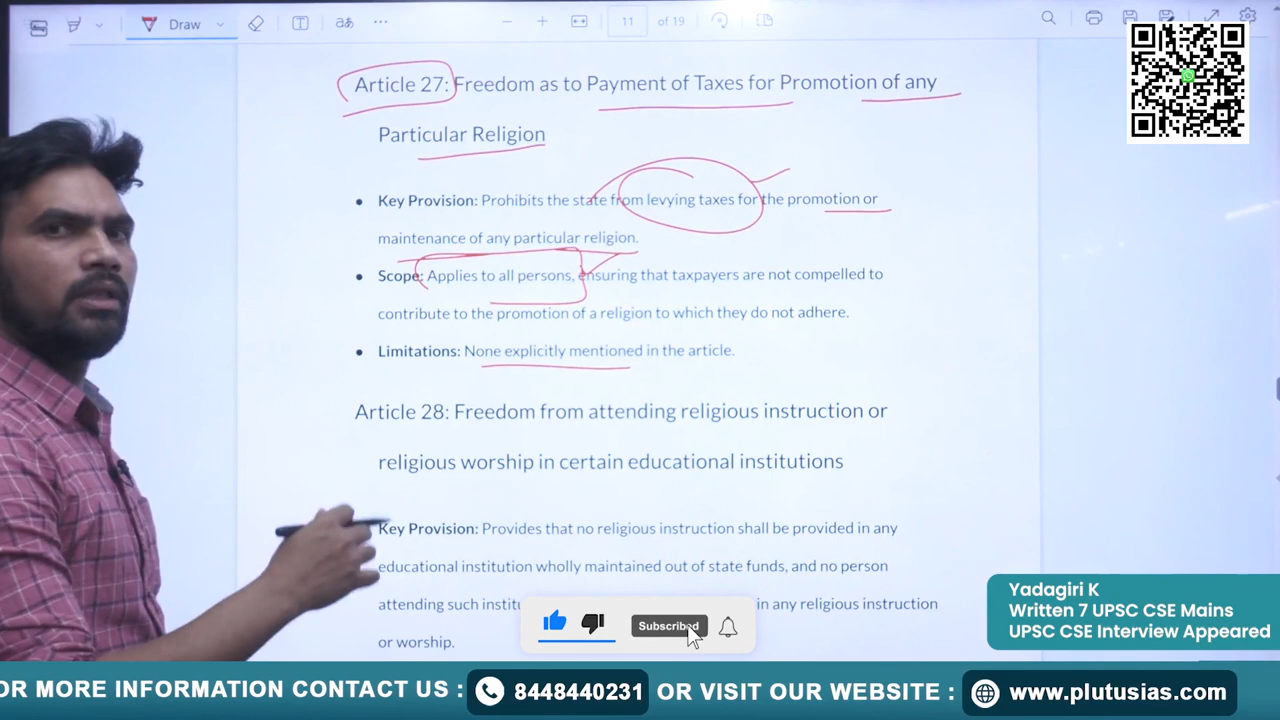 Draw
aあ
11
of 19
Article 27: Freedom as to Payment of Taxes for Promotion of any
Particular Religion
Key Provision: Prohibits the state from levying taxes for the promotion or
maintenance of any particular religion.
Scope: Applies to all persons, ensuring that taxpayers are not compelled to
contribute to the promotion of a religion to which they do not adhere.
Limitations: None explicitly mentioned in the article.
Article 28: Freedom from attending religious instruction or
religious worship in certain educational institutions
Key Provision: Provides that no religious instruction shall be provided in any
educational institution wholly maintained out of state funds, and no person
attending such in any religious instruction
or worship.
Subscribed
Yadagiri K
Written 7 UPSC CSE Mains
UPSC CSE Interview Appeared
OR MORE INFORMATION CONTACT US : 8448440231 OR VISIT OUR WEBSITE : www.plutusias.com